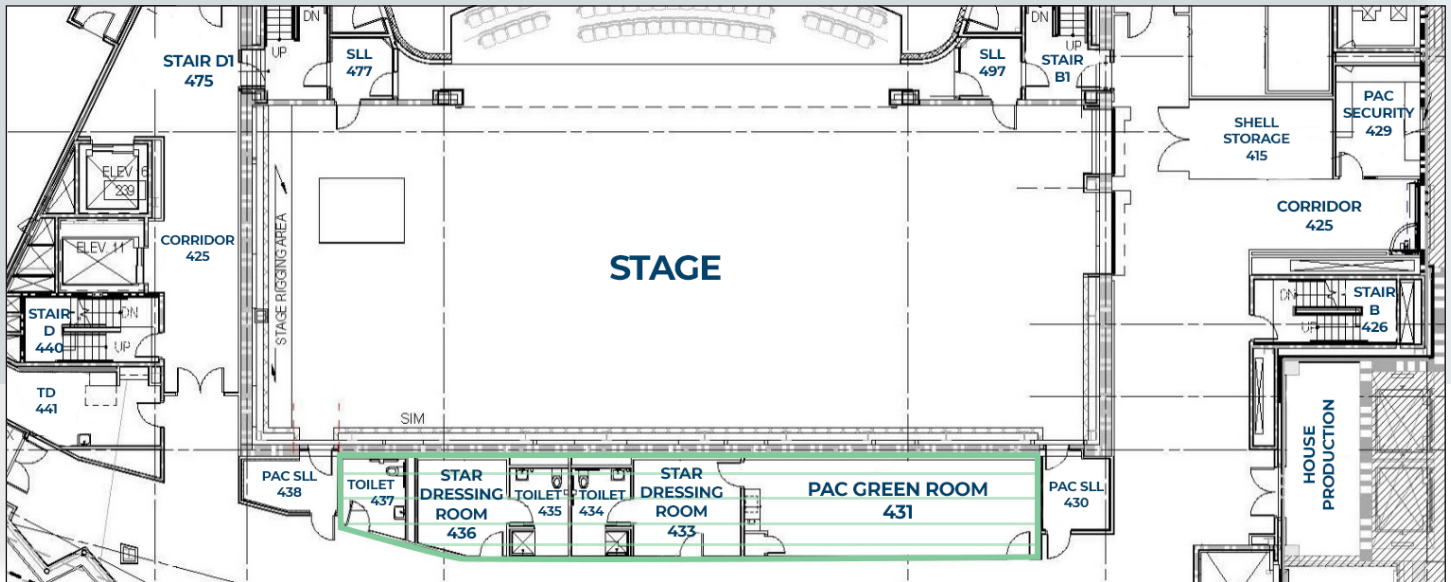 DN
UP
STAIR D1
475
SLL
477
SLL
497
DN
UP
STAIR
B1
PAC
SECURITY
429
SHELL
STORAGE
415
ELEV 6
239
CORRIDOR
425
ELEV. 11
STAGE RIGGING AREA
STAGE
CORRIDOR
425
STAIR
D
440
DN
UP
DN
UP
STAIR
B
426
TD
441
SIM
PAC SLL
438
TOILET
437
STAR
DRESSING
ROOM
436
TOILET
435
TOILET
434
STAR
DRESSING
ROOM
433
PAC GREEN ROOM
431
PAC SLL
430
HOUSE
PRODUCTION